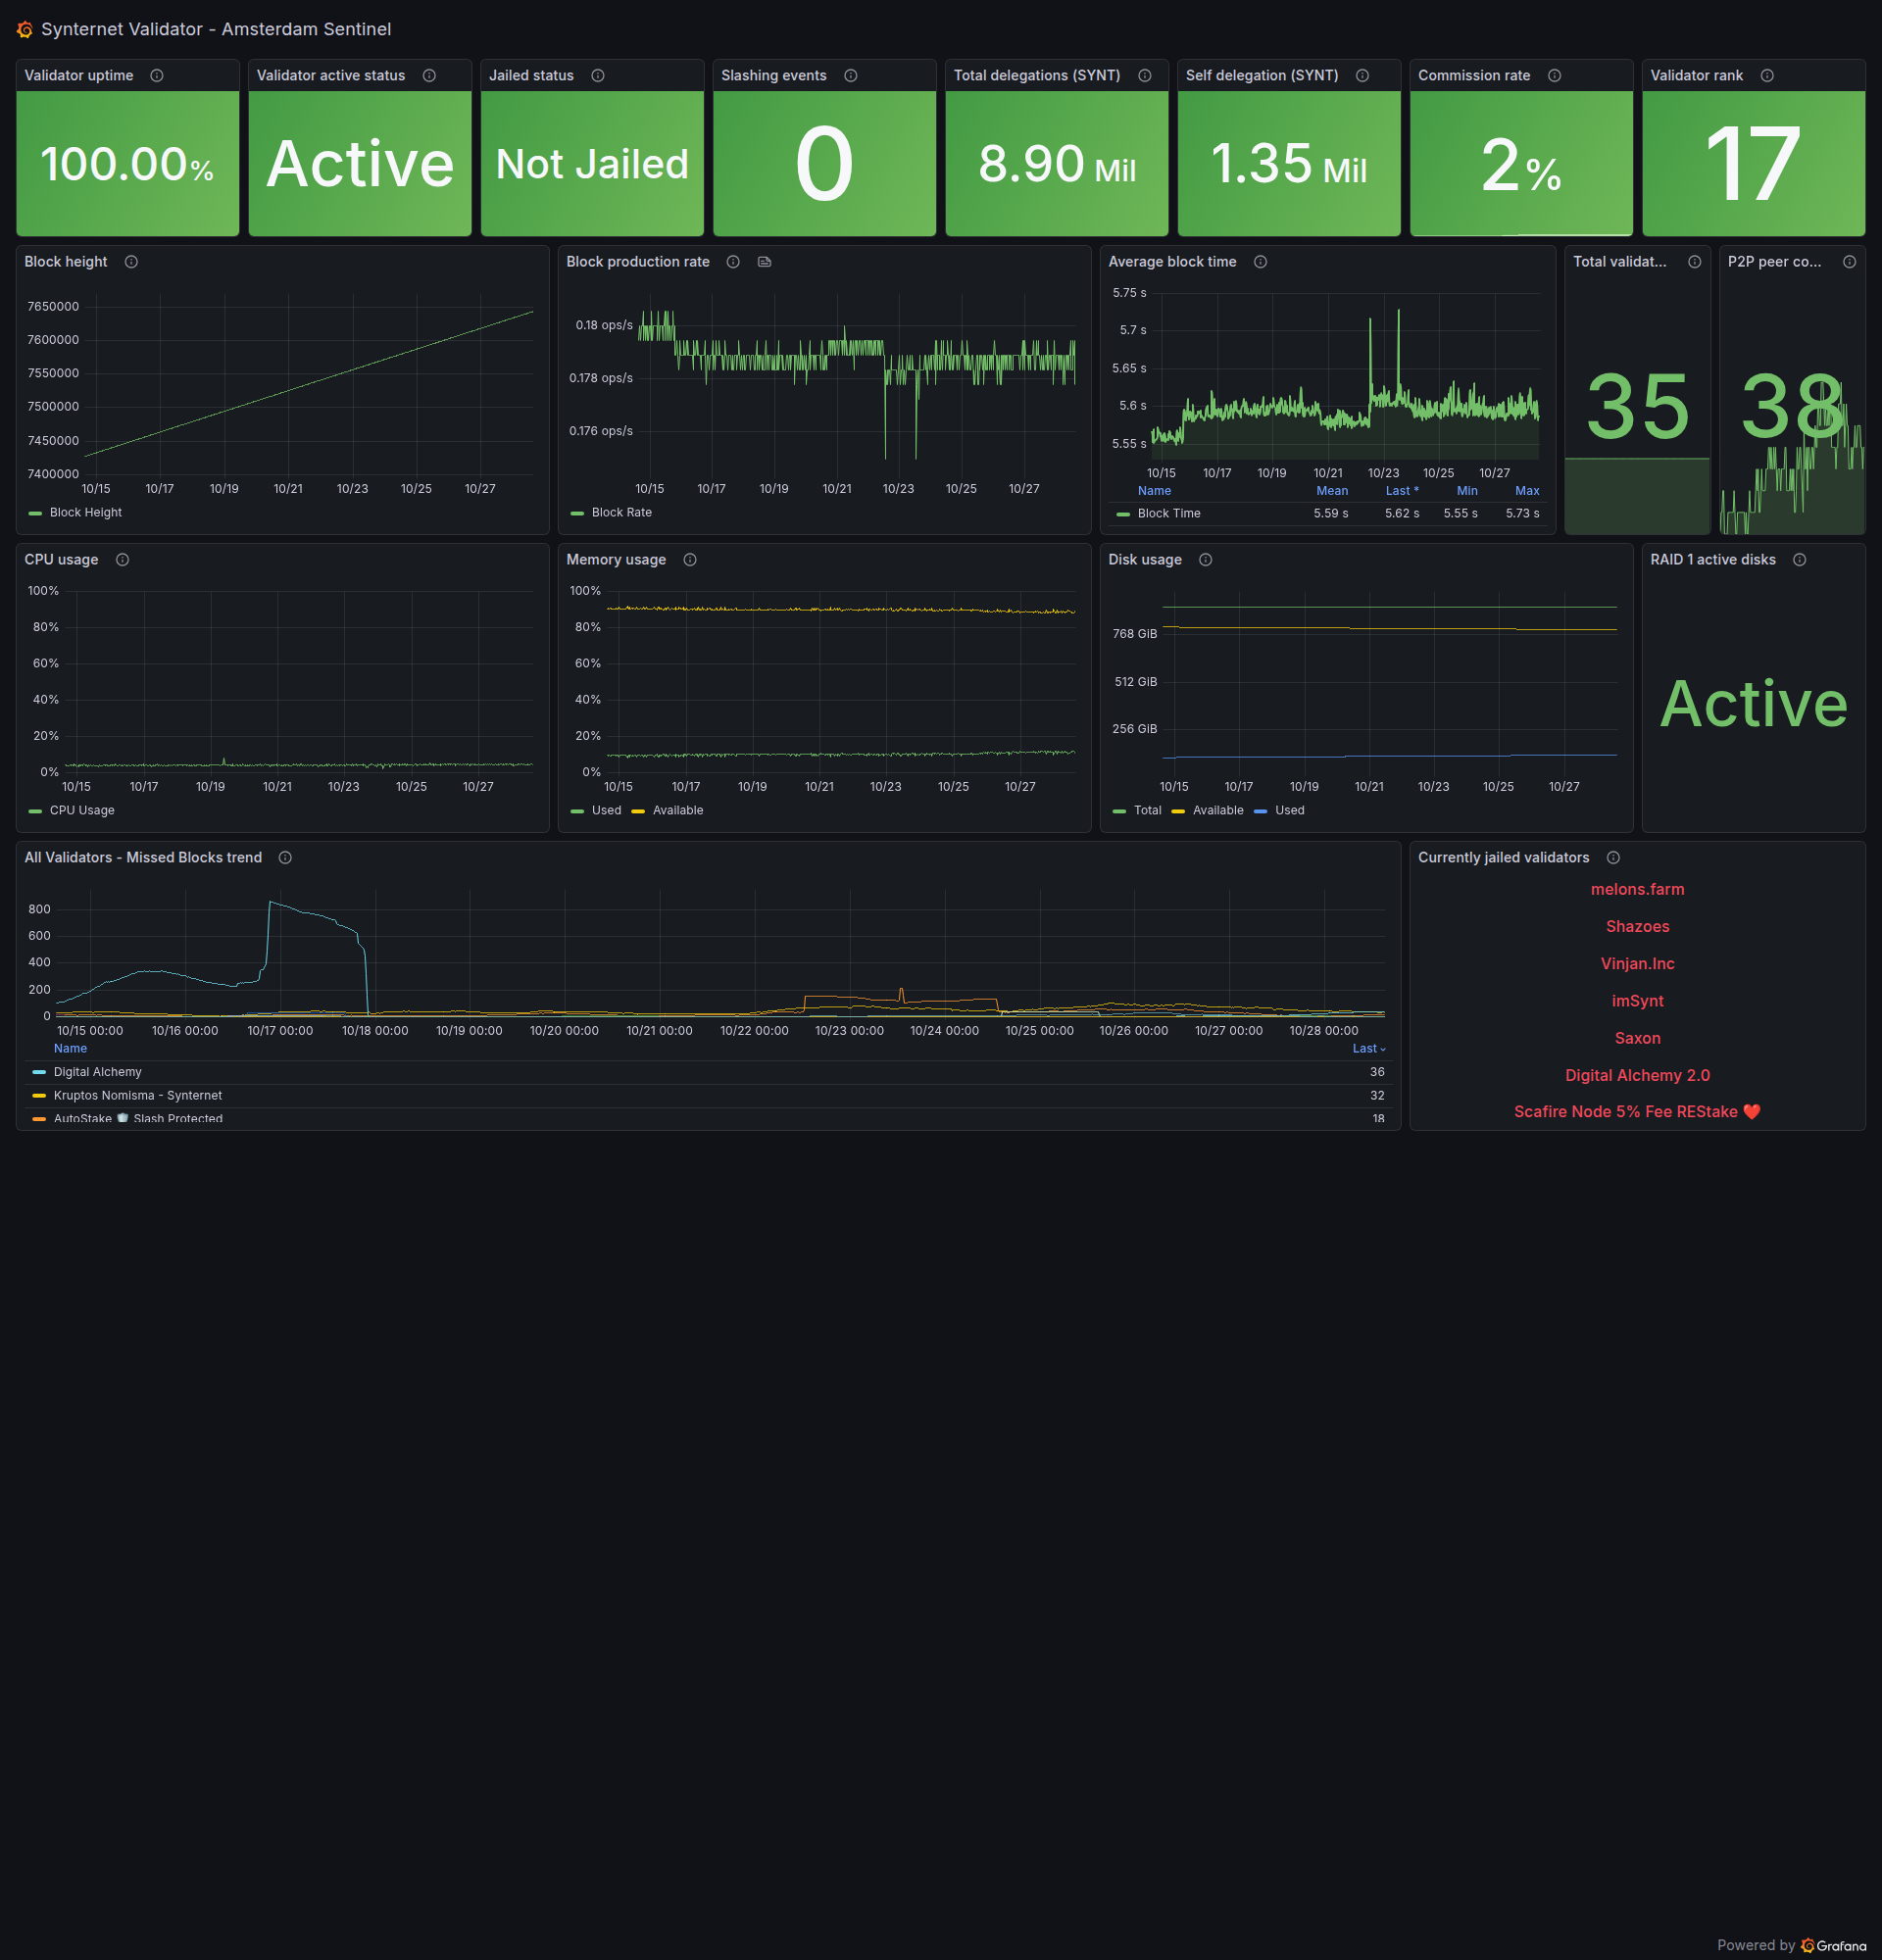 Synternet Validator - Amsterdam Sentinel
Validator uptime
100.00%
Validator active status
Active
Jailed status
Not Jailed
Slashing events
0
Total delegations (SYNT)
8.90 Mil
Self delegation (SYNT)
1.35 Mil
Commission rate
2%
Validator rank
17
Block height
7650000
7600000
7550000
7500000
7450000
7400000
10/15 10/17 10/19 10/21 10/23 10/25 10/27
Block Height
Block production rate
0.18 ops/s
0.178 ops/s
0.176 ops/s
10/15 10/17 10/19 10/21 10/23 10/25 10/27
Block Rate
Average block time
5.75 s
5.7 s
5.65 s
5.6 s
5.55 s
10/15 10/17 10/19 10/21 10/23 10/25 10/27
Name Mean Last * Min Max
Block TIme 5.59 s 5.62 s 5.55 s 5.73 s
Total validat...
35
P2P peer co...
38
CPU usage
100%
80%
60%
40%
20%
0%
10/15 10/17 10/19 10/21 10/23 10/25 10/27
CPU Usage
Memory usage
100%
80%
60%
40%
20%
0%
10/15 10/17 10/19 10/21 10/23 10/25 10/27
Used Available
Disk usage
768 GiB
512 GiB
256 GiB
10/15 10/17 10/19 10/21 10/23 10/25 10/27
Total Available Used
RAID 1 active disks
Active
All Validators - Missed Blocks trend
800
600
400
200
0
10/15 00:00 10/16 00:00 10/17 00:00 10/18 00:00 10/19 00:00 10/20 00:00 10/21 00:00 10/22 00:00 10/23 00:00 10/24 00:00 10/25 00:00 10/26 00:00 10/27 00:00 10/28 00:00
Name Last
Digital Alchemy 36
Kruptos Nomisma - Synternet 32
AutoStake 🛡️ Slash Protected 18
Currently jailed validators
melons.farm
Shazoes
Vinjan.Inc
imSynt
Saxon
Digital Alchemy 2.0
Scafire Node 5% Fee REStake ❤️
Powered by Grafana